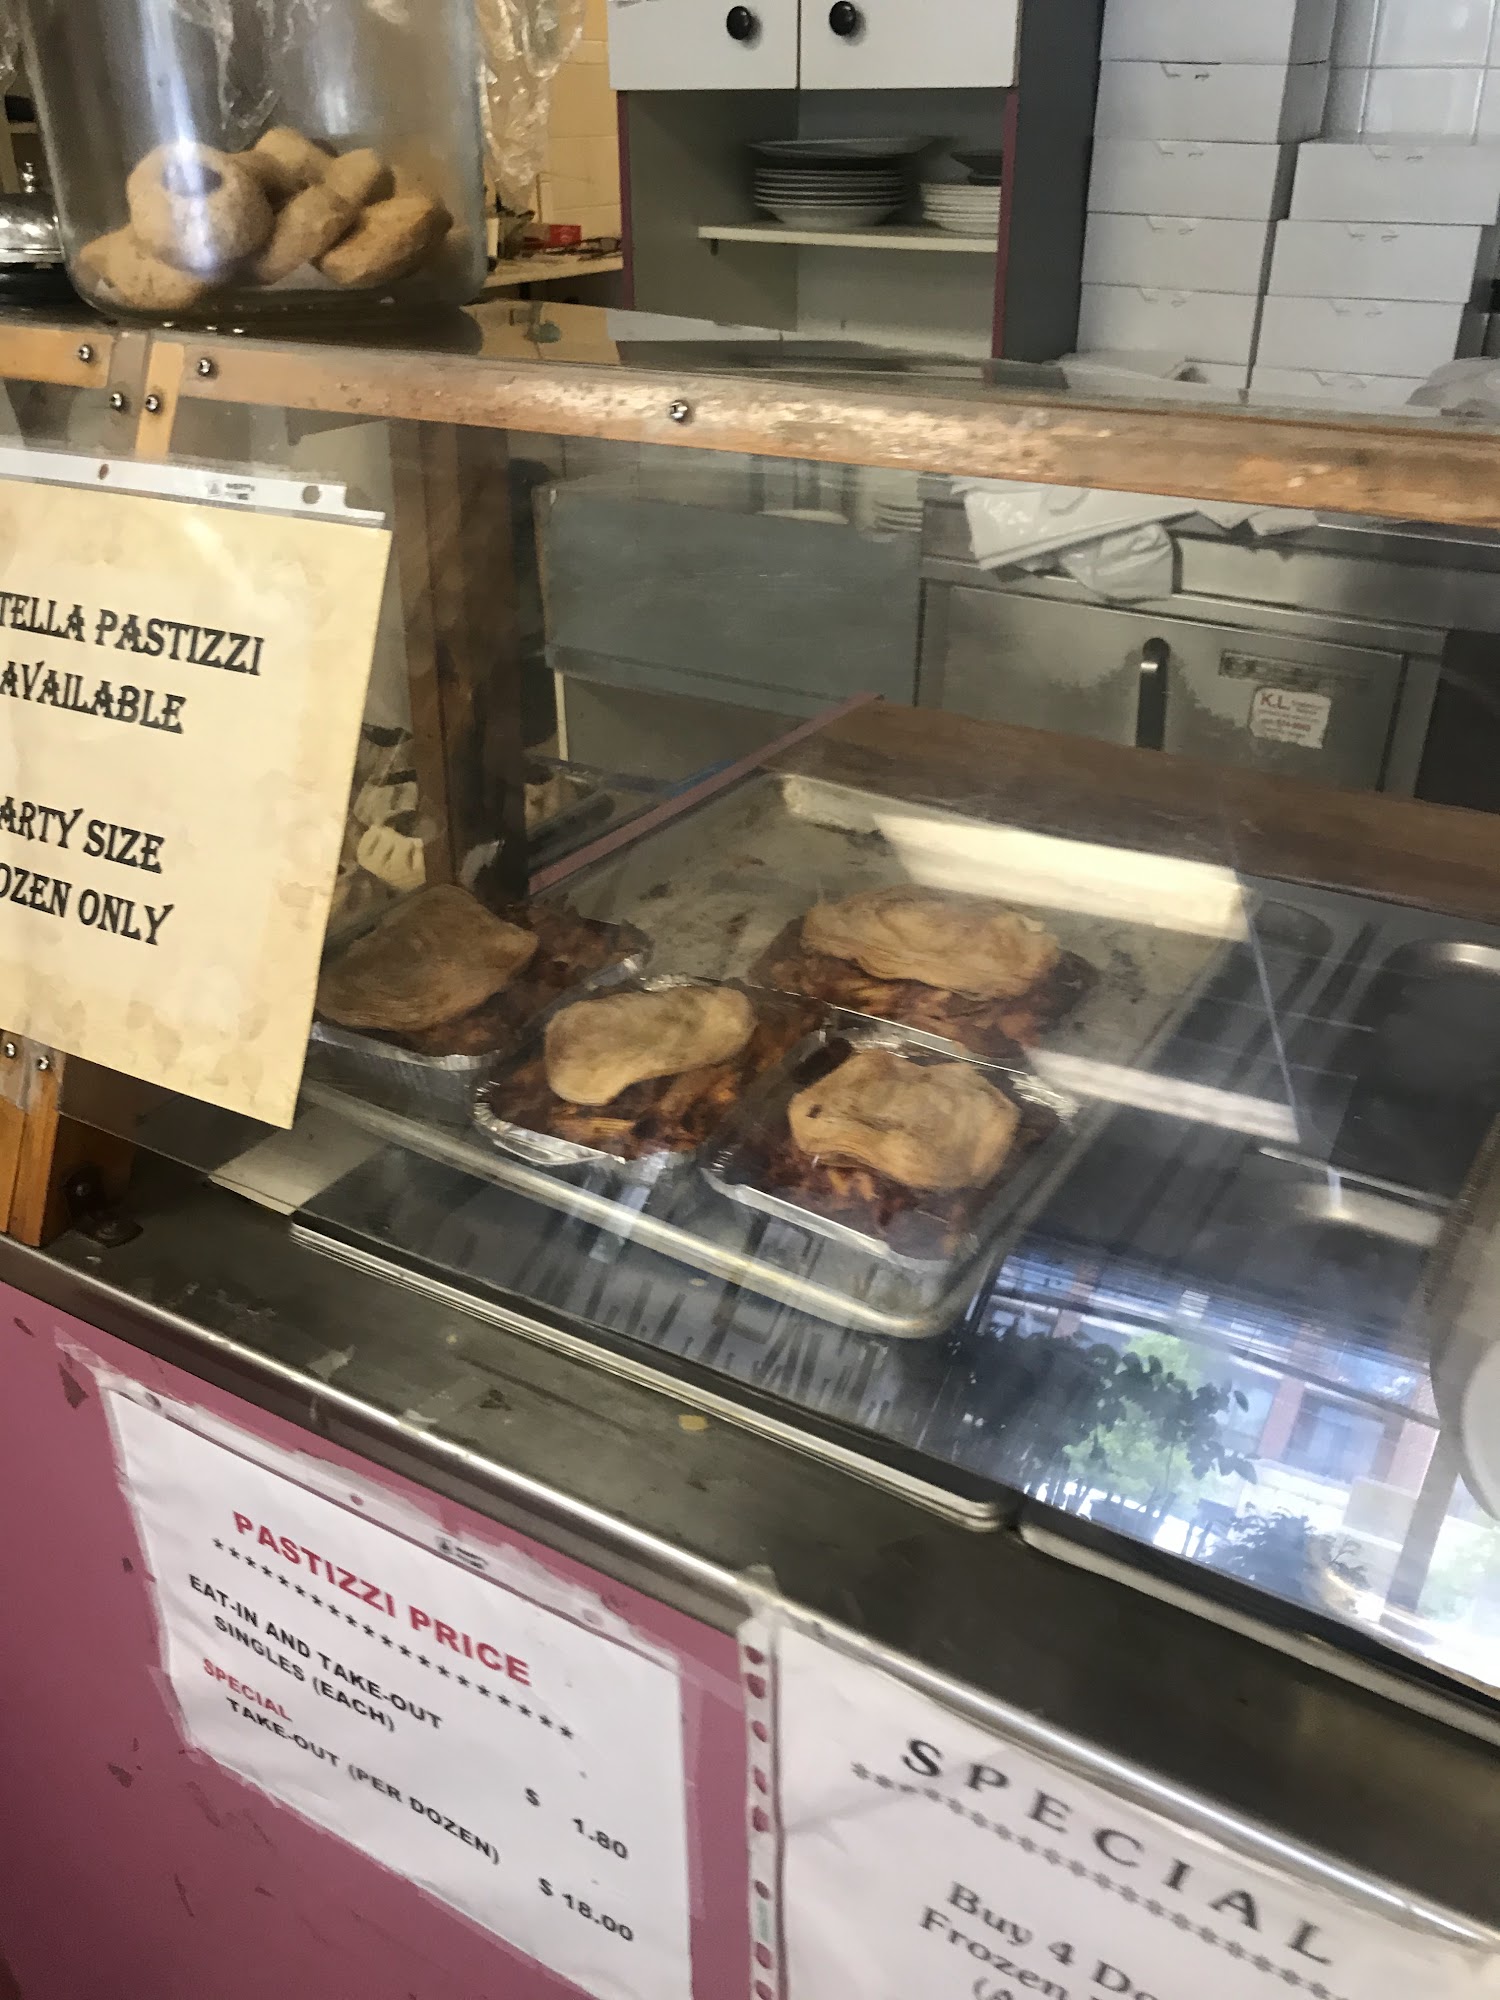 TELLA PASTIZZI
AVAILABLE
ARTY SIZE
OZEN ONLY
K.L.
PASTIZZI PRICE
*****************
EAT-IN AND TAKE-OUT
SINGLES (EACH)
$ 1.80
SPECIAL
TAKE-OUT (PER DOZEN)
$ 18.00
SPECIAL
Buy 4 Do
Frozen